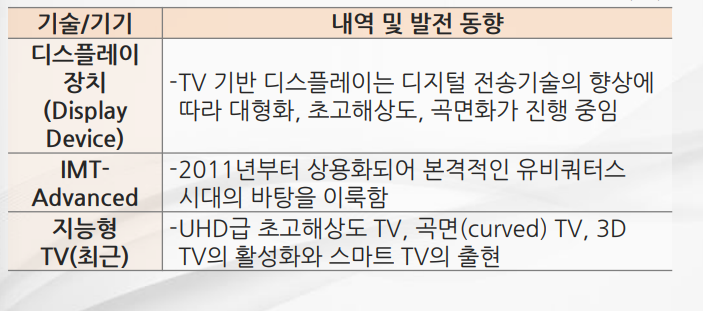 기술/기기 내역 및 발전 동향
디스플레이
장치
(Display
Device)
-TV 기반 디스플레이는 디지털 전송기술의 향상에
따라 대형화, 초고해상도, 곡면화가 진행 중임
IMT-
Advanced
-2011년부터 상용화되어 본격적인 유비쿼터스
시대의 바탕을 이룩함
지능형
TV(최근)
-UHD급 초고해상도 TV, 곡면(curved) TV, 3D
TV의 활성화와 스마트 TV의 출현